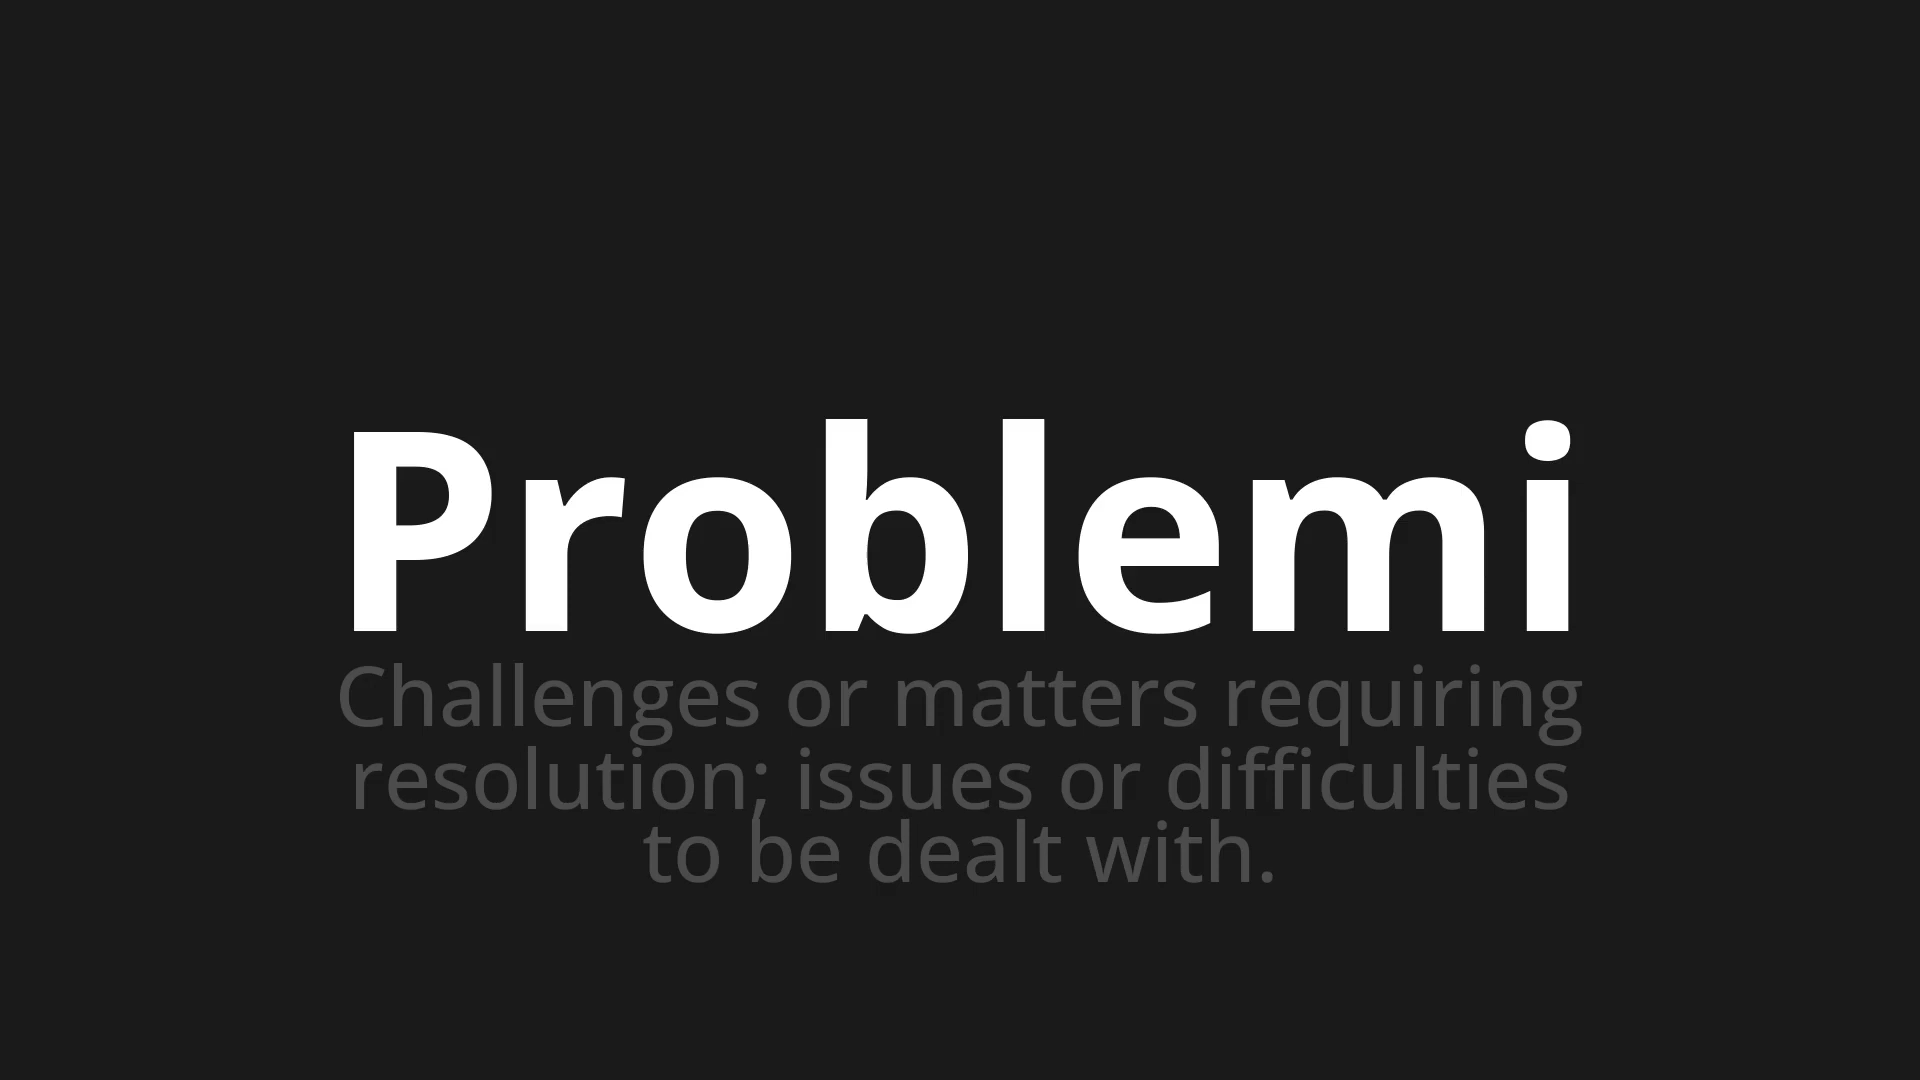 Problemi
Challenges or matters requiring
resolution; issues or difficulties
to be dealt with.